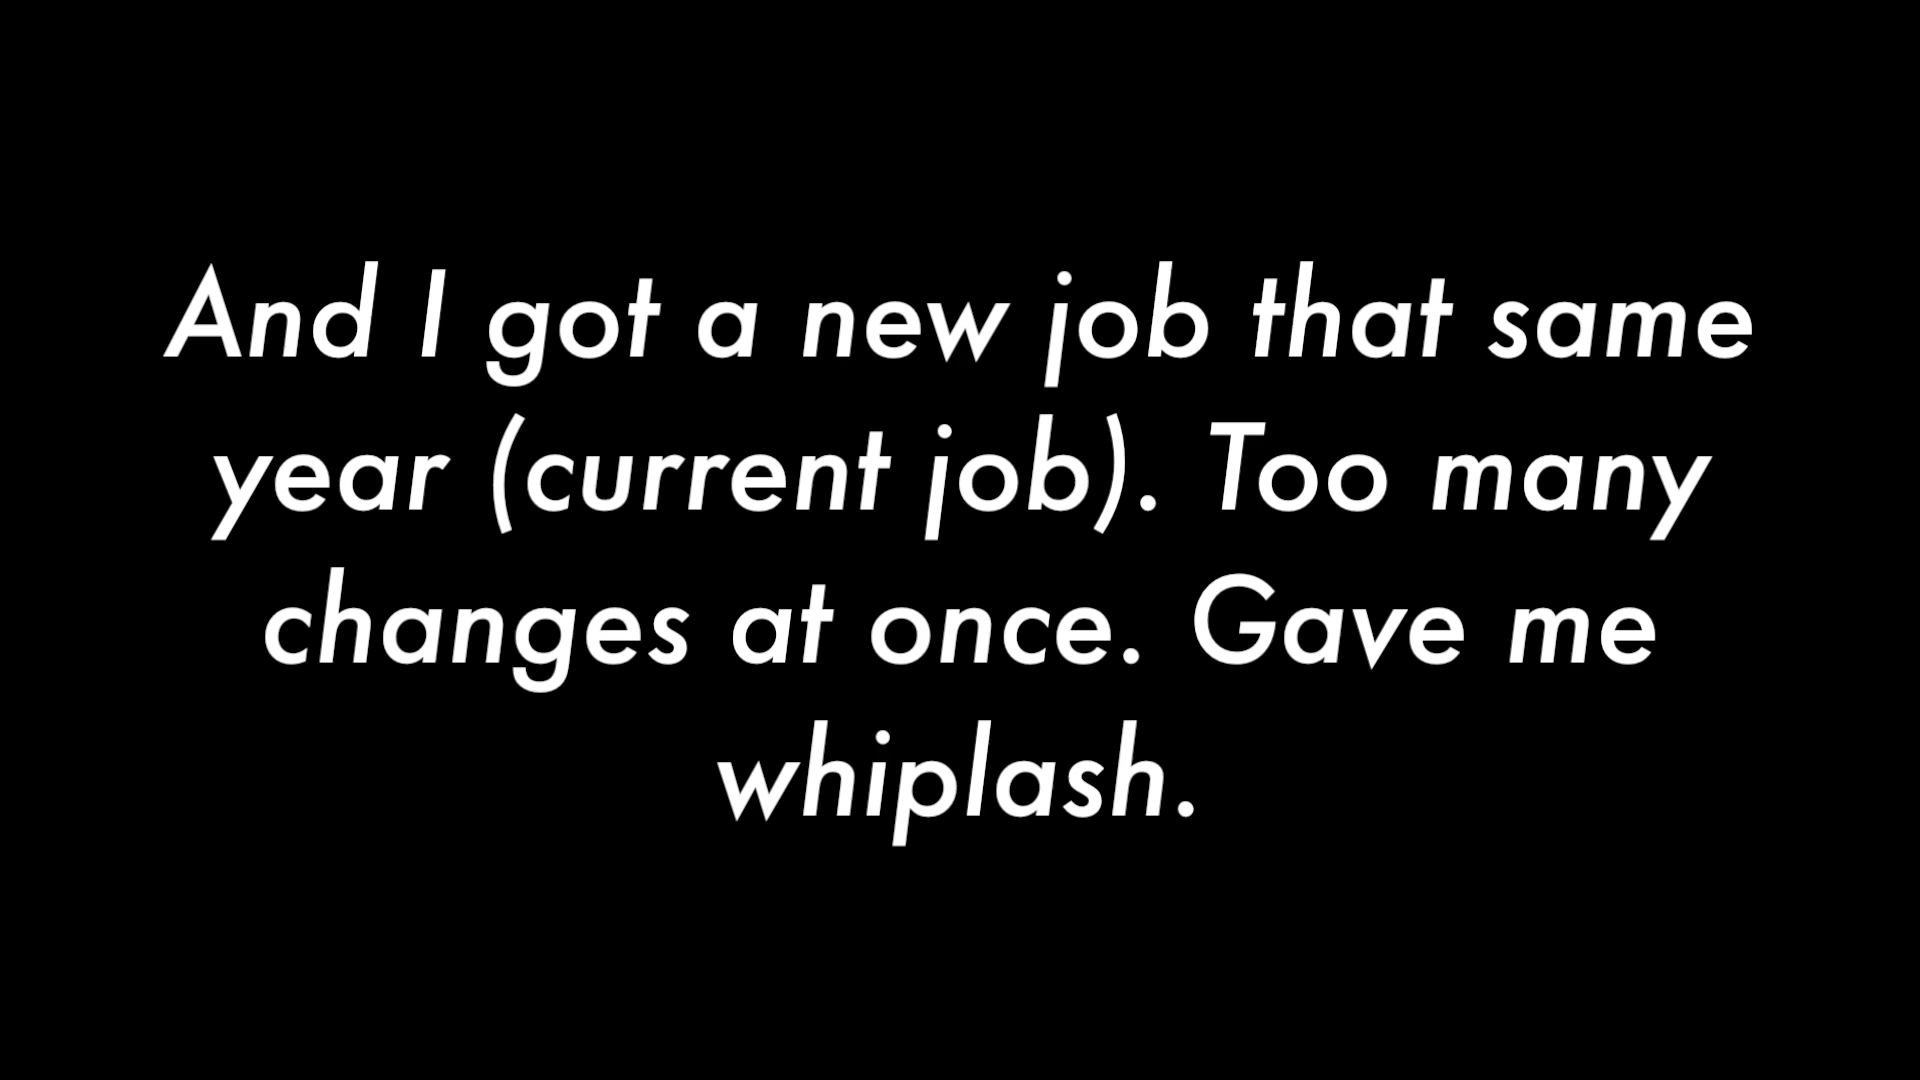 And I got a new job that same
year (current job). Too many
changes at once. Gave me
whiplash.